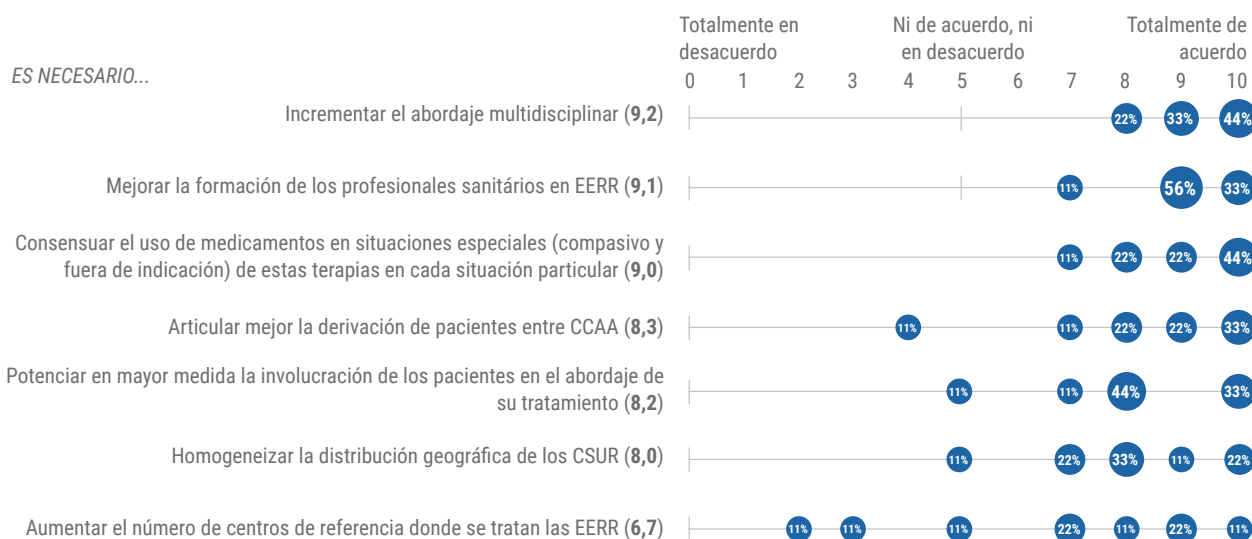 Totalmente en desacuerdo
Ni de acuerdo, ni en desacuerdo
Totalmente de acuerdo
ES NECESARIO...
0 1 2 3 4 5 6 7 8 9 10
Incrementar el abordaje multidisciplinar (9,2)
22% 33% 44%
Mejorar la formación de los profesionales sanitários en EERR (9,1)
11% 56% 33%
Consensuar el uso de medicamentos en situaciones especiales (compasivo y
fuera de indicación) de estas terapias en cada situación particular (9,0)
11% 22% 22% 44%
Articular mejor la derivación de pacientes entre CCAA (8,3)
11% 11% 22% 22% 33%
Potenciar en mayor medida la involucración de los pacientes en el abordaje de
su tratamiento (8,2)
11% 11% 44% 33%
Homogeneizar la distribución geográfica de los CSUR (8,0)
11% 22% 33% 11% 22%
Aumentar el número de centros de referencia donde se tratan las EERR (6,7)
11% 11% 11% 22% 11% 22% 11%